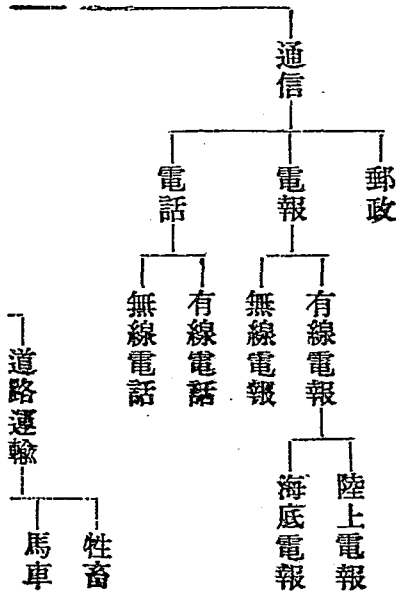 通信
郵政
電報
電話
有線電報
無線電報
有線電話
無線電話
陸上電報
海底電報
道路運輸
牲畜
馬車